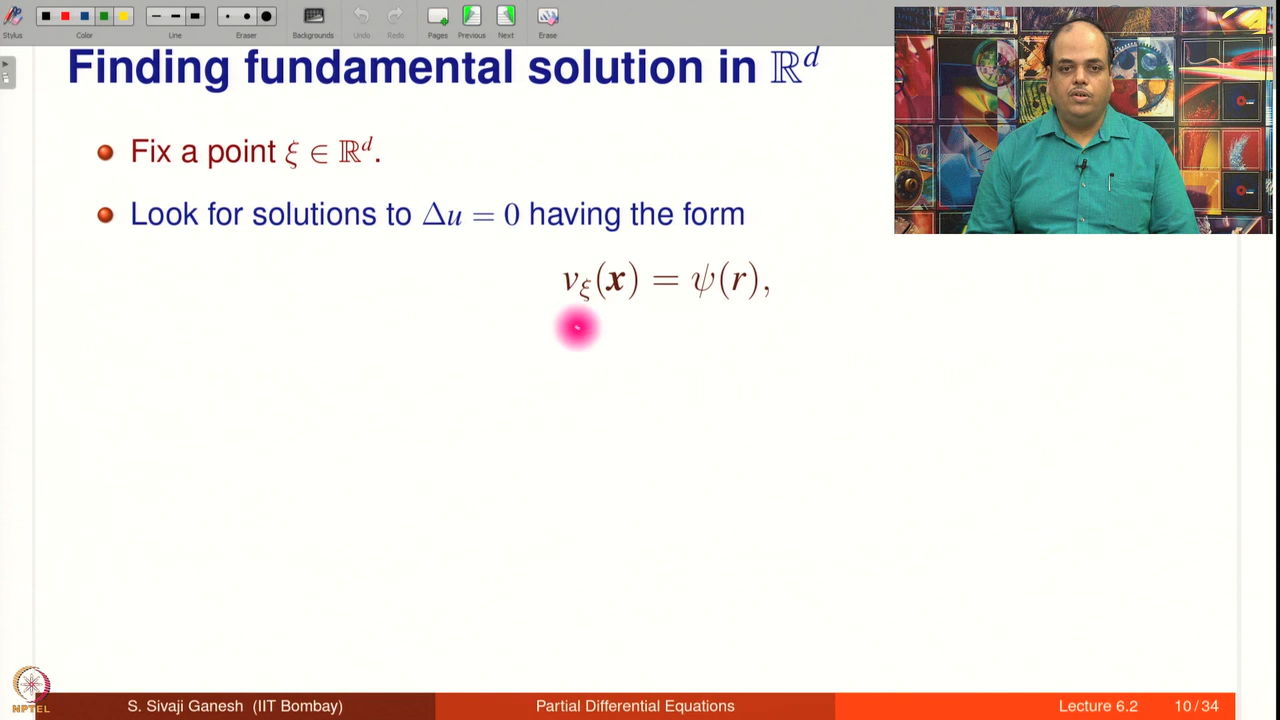 Stylus
Color
Line
Eraser
Backgrounds
Undo
Redo
Pages
Previous
Next
Erase
Finding fundamental solution in ℝᵈ
Fix a point ξ ∈ ℝᵈ.
Look for solutions to Δu = 0 having the form
v_ξ(x) = ψ(r),
NPTEL
S. Sivaji Ganesh (IIT Bombay)
Partial Differential Equations
Lecture 6.2
10 / 34